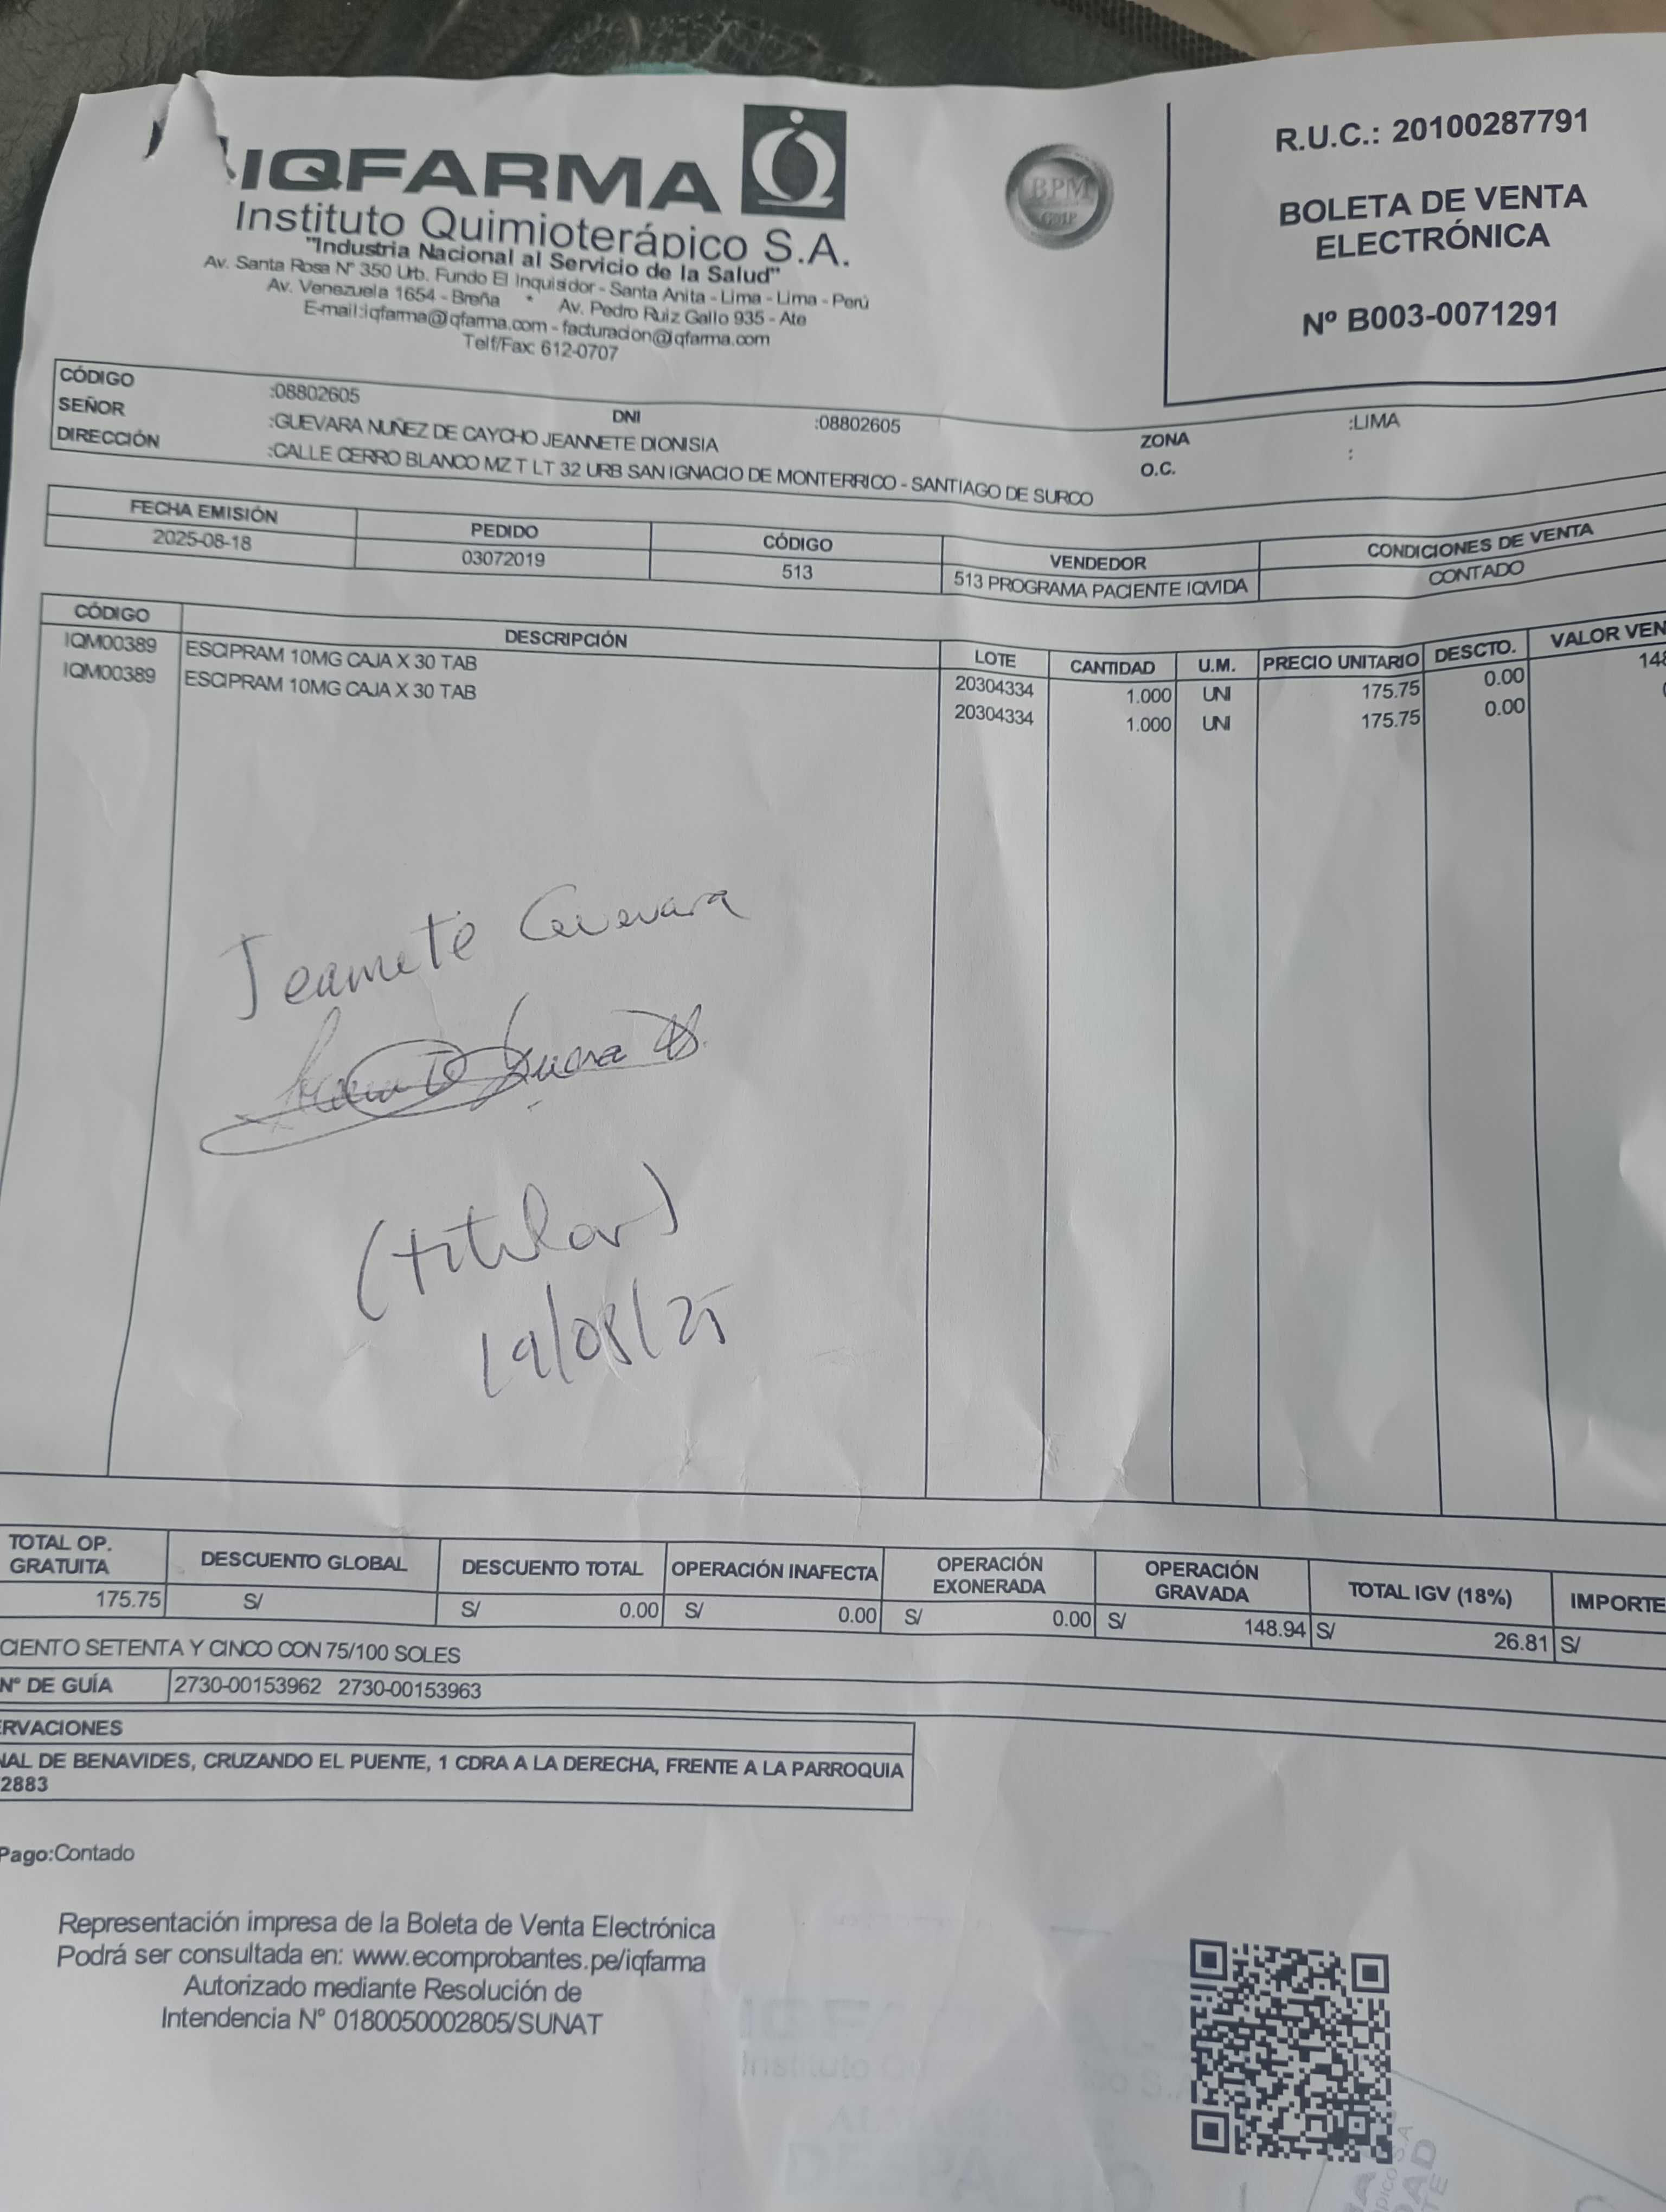 IQFARMA
Instituto Quimioterápico S.A.
"Industria Nacional al Servicio de la Salud"
Av. Santa Rosa N° 350 Urb. Fundo El Inquisidor - Santa Anita - Lima - Lima - Perú
Av. Venezuela 1654 - Breña * Av. Pedro Ruiz Gallo 935 - Ate
E-mail:iqfarma@iqfarma.com - facturacion@iqfarma.com
Telf/Fax: 612-0707
BPM
GMP
R.U.C.: 20100287791
BOLETA DE VENTA
ELECTRÓNICA
Nº B003-0071291
CÓDIGO :08802605 DNI :08802605 ZONA :LIMA
SEÑOR :GUEVARA NUÑEZ DE CAYCHO JEANNETE DIONISIA O.C. :
DIRECCIÓN :CALLE CERRO BLANCO MZ T LT 32 URB SAN IGNACIO DE MONTERRICO - SANTIAGO DE SURCO
FECHA EMISIÓN PEDIDO CÓDIGO VENDEDOR CONDICIONES DE VENTA
2025-08-18 03072019 513 513 PROGRAMA PACIENTE IQVIDA CONTADO
CÓDIGO DESCRIPCIÓN LOTE CANTIDAD U.M. PRECIO UNITARIO DESCTO. VALOR VEN
IQM00389 ESCIPRAM 10MG CAJA X 30 TAB 20304334 1.000 UNI 175.75 0.00 148
IQM00389 ESCIPRAM 10MG CAJA X 30 TAB 20304334 1.000 UNI 175.75 0.00
Jeannete Guevara
(titular)
19/08/25
TOTAL OP. GRATUITA DESCUENTO GLOBAL DESCUENTO TOTAL OPERACIÓN INAFECTA OPERACIÓN EXONERADA OPERACIÓN GRAVADA TOTAL IGV (18%) IMPORTE
175.75 S/ S/ 0.00 S/ 0.00 S/ 0.00 S/ 148.94 S/ 26.81 S/
CIENTO SETENTA Y CINCO CON 75/100 SOLES
N° DE GUÍA 2730-00153962 2730-00153963
ERVACIONES
NAL DE BENAVIDES, CRUZANDO EL PUENTE, 1 CDRA A LA DERECHA, FRENTE A LA PARROQUIA
2883
Pago:Contado
Representación impresa de la Boleta de Venta Electrónica
Podrá ser consultada en: www.ecomprobantes.pe/iqfarma
Autorizado mediante Resolución de
Intendencia N° 0180050002805/SUNAT